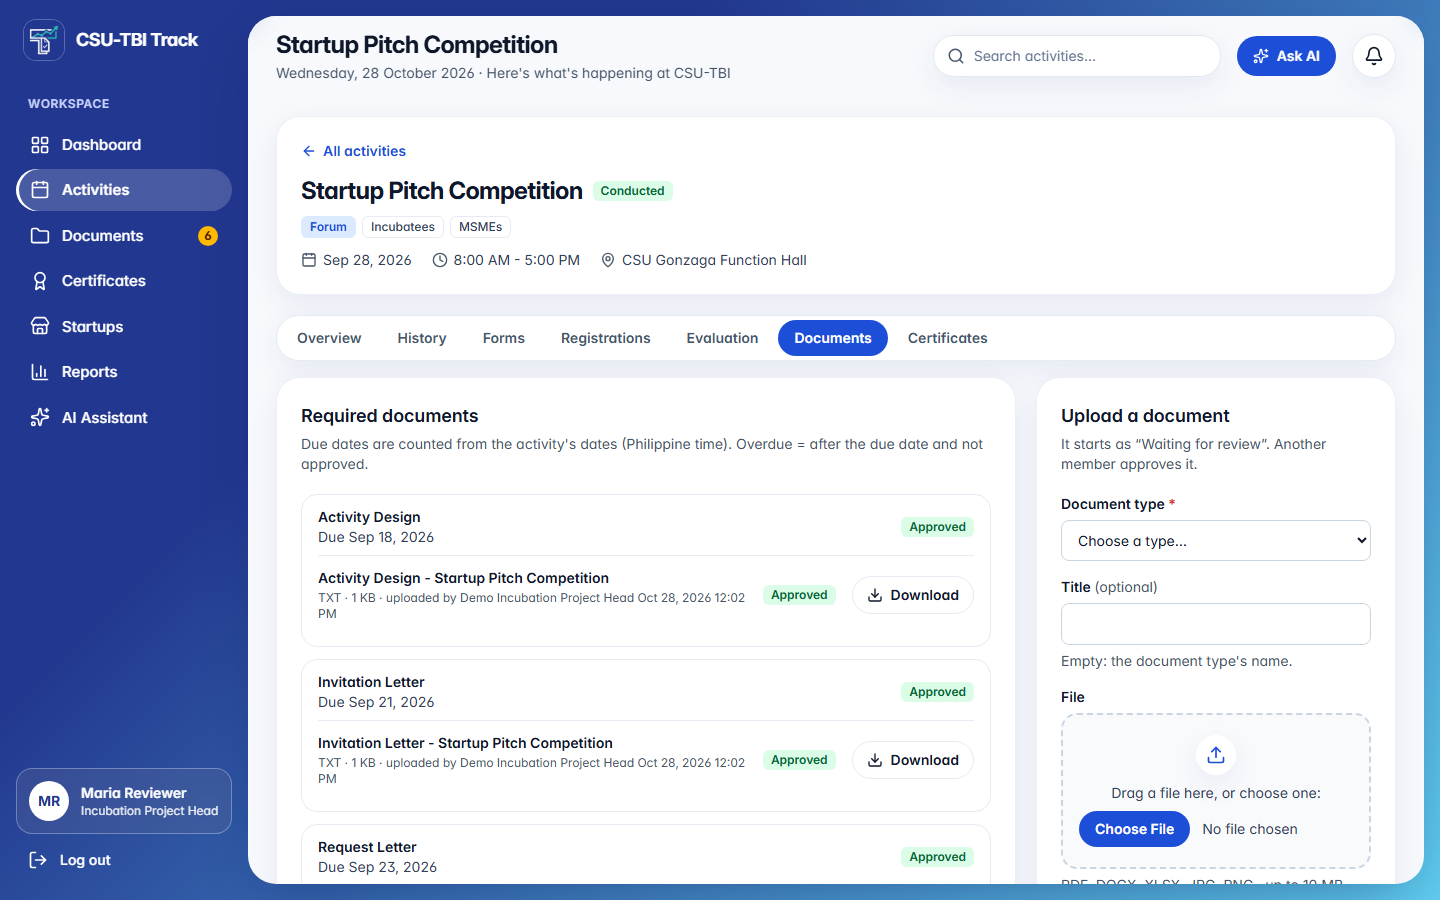 CSU-TBI Track
WORKSPACE
Dashboard
Activities
Documents
6
Certificates
Startups
Reports
AI Assistant
MR
Maria Reviewer
Incubation Project Head
Log out
Startup Pitch Competition
Wednesday, 28 October 2026 · Here's what's happening at CSU-TBI
Search activities...
Ask AI
All activities
Startup Pitch Competition
Conducted
Forum
Incubatees
MSMEs
Sep 28, 2026
8:00 AM - 5:00 PM
CSU Gonzaga Function Hall
Overview
History
Forms
Registrations
Evaluation
Documents
Certificates
Required documents
Due dates are counted from the activity's dates (Philippine time). Overdue = after the due date and not
approved.
Activity Design
Due Sep 18, 2026
Approved
Activity Design - Startup Pitch Competition
TXT · 1 KB · uploaded by Demo Incubation Project Head Oct 28, 2026 12:02
PM
Approved
Download
Invitation Letter
Due Sep 21, 2026
Approved
Invitation Letter - Startup Pitch Competition
TXT · 1 KB · uploaded by Demo Incubation Project Head Oct 28, 2026 12:02
PM
Approved
Download
Request Letter
Due Sep 23, 2026
Approved
Upload a document
It starts as “Waiting for review”. Another
member approves it.
Document type *
Choose a type...
Title (optional)
Empty: the document type's name.
File
Drag a file here, or choose one:
Choose File
No file chosen